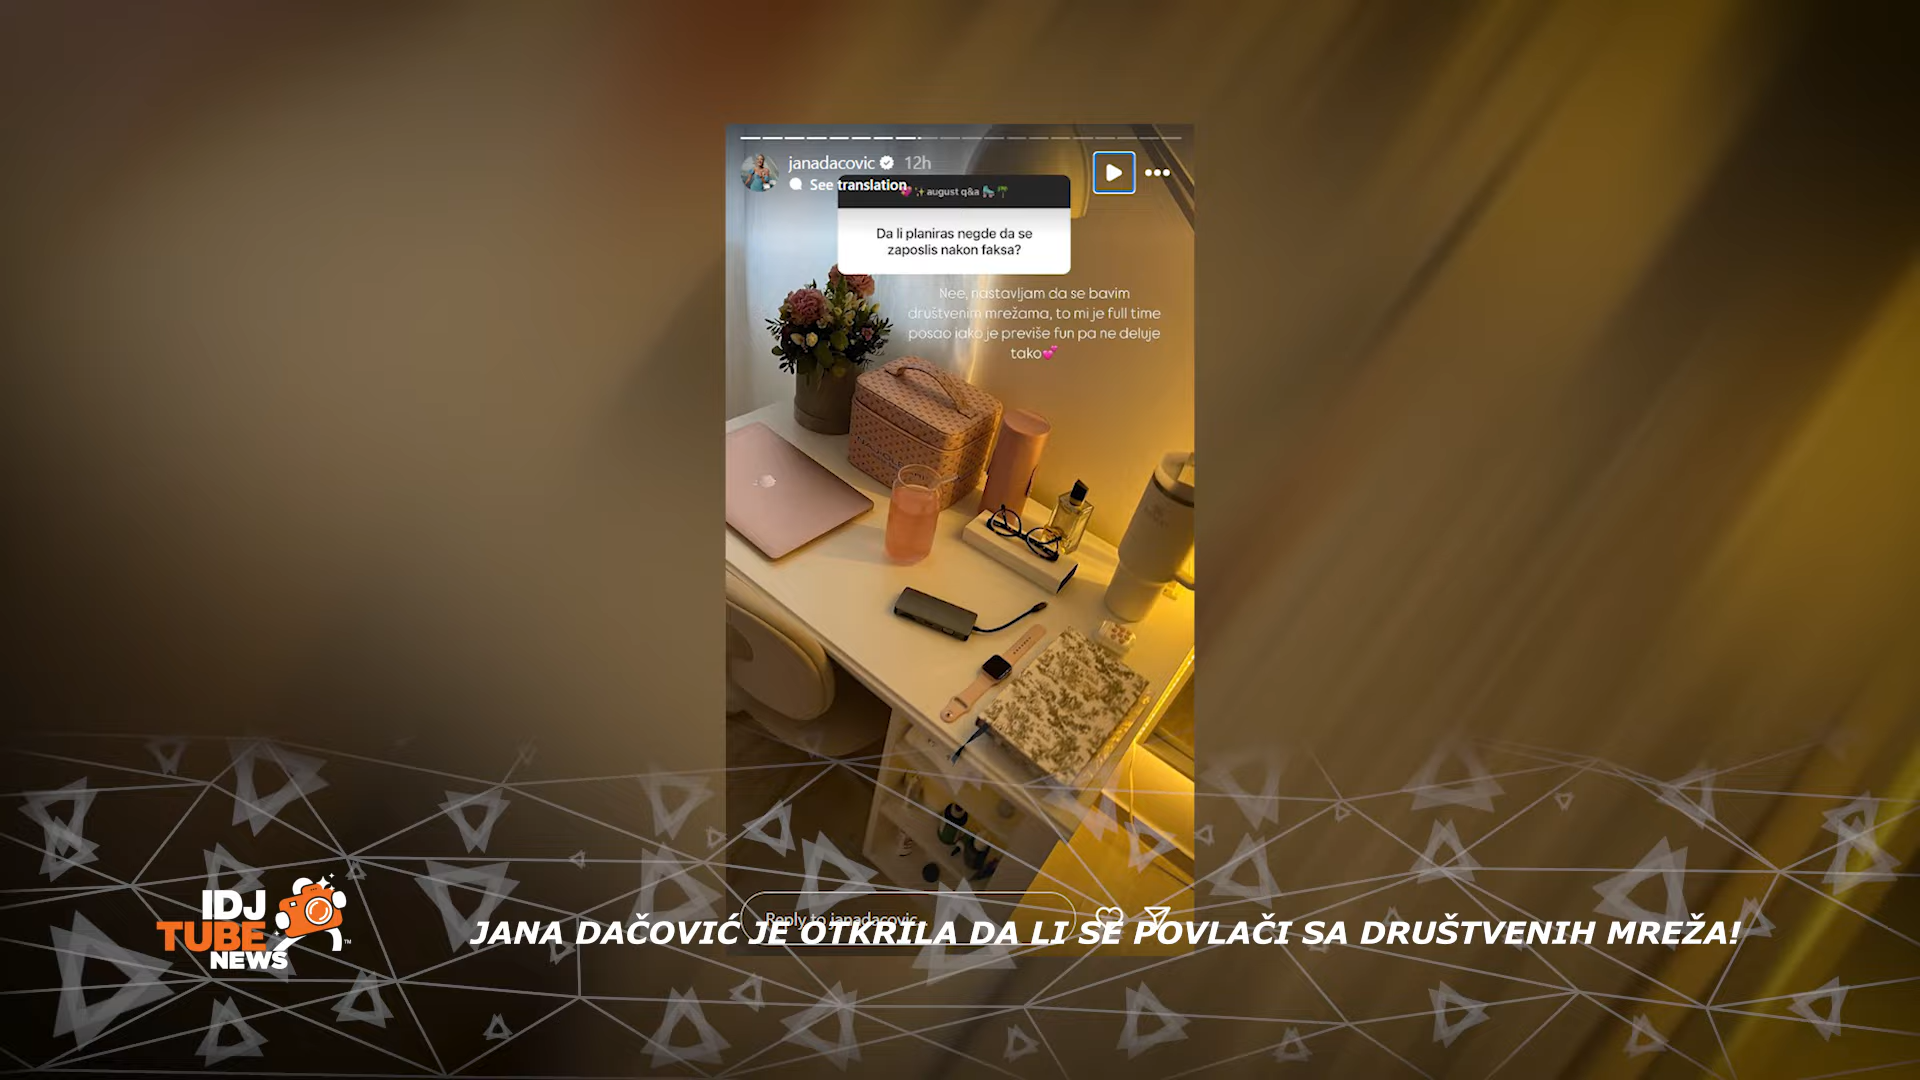 janadacovic 12h
See translation
august q&a
Da li planiras negde da se
zaposlis nakon faksa?
Nee, nastavljam da se bavim
društvenim mrežama, to mi je full time
posao iako je previše fun pa ne deluje
tako
Reply to janadacovic...
IDJ
TUBE
NEWS
TM
JANA DAČOVIĆ JE OTKRILA DA LI SE POVLAČI SA DRUŠTVENIH MREŽA!